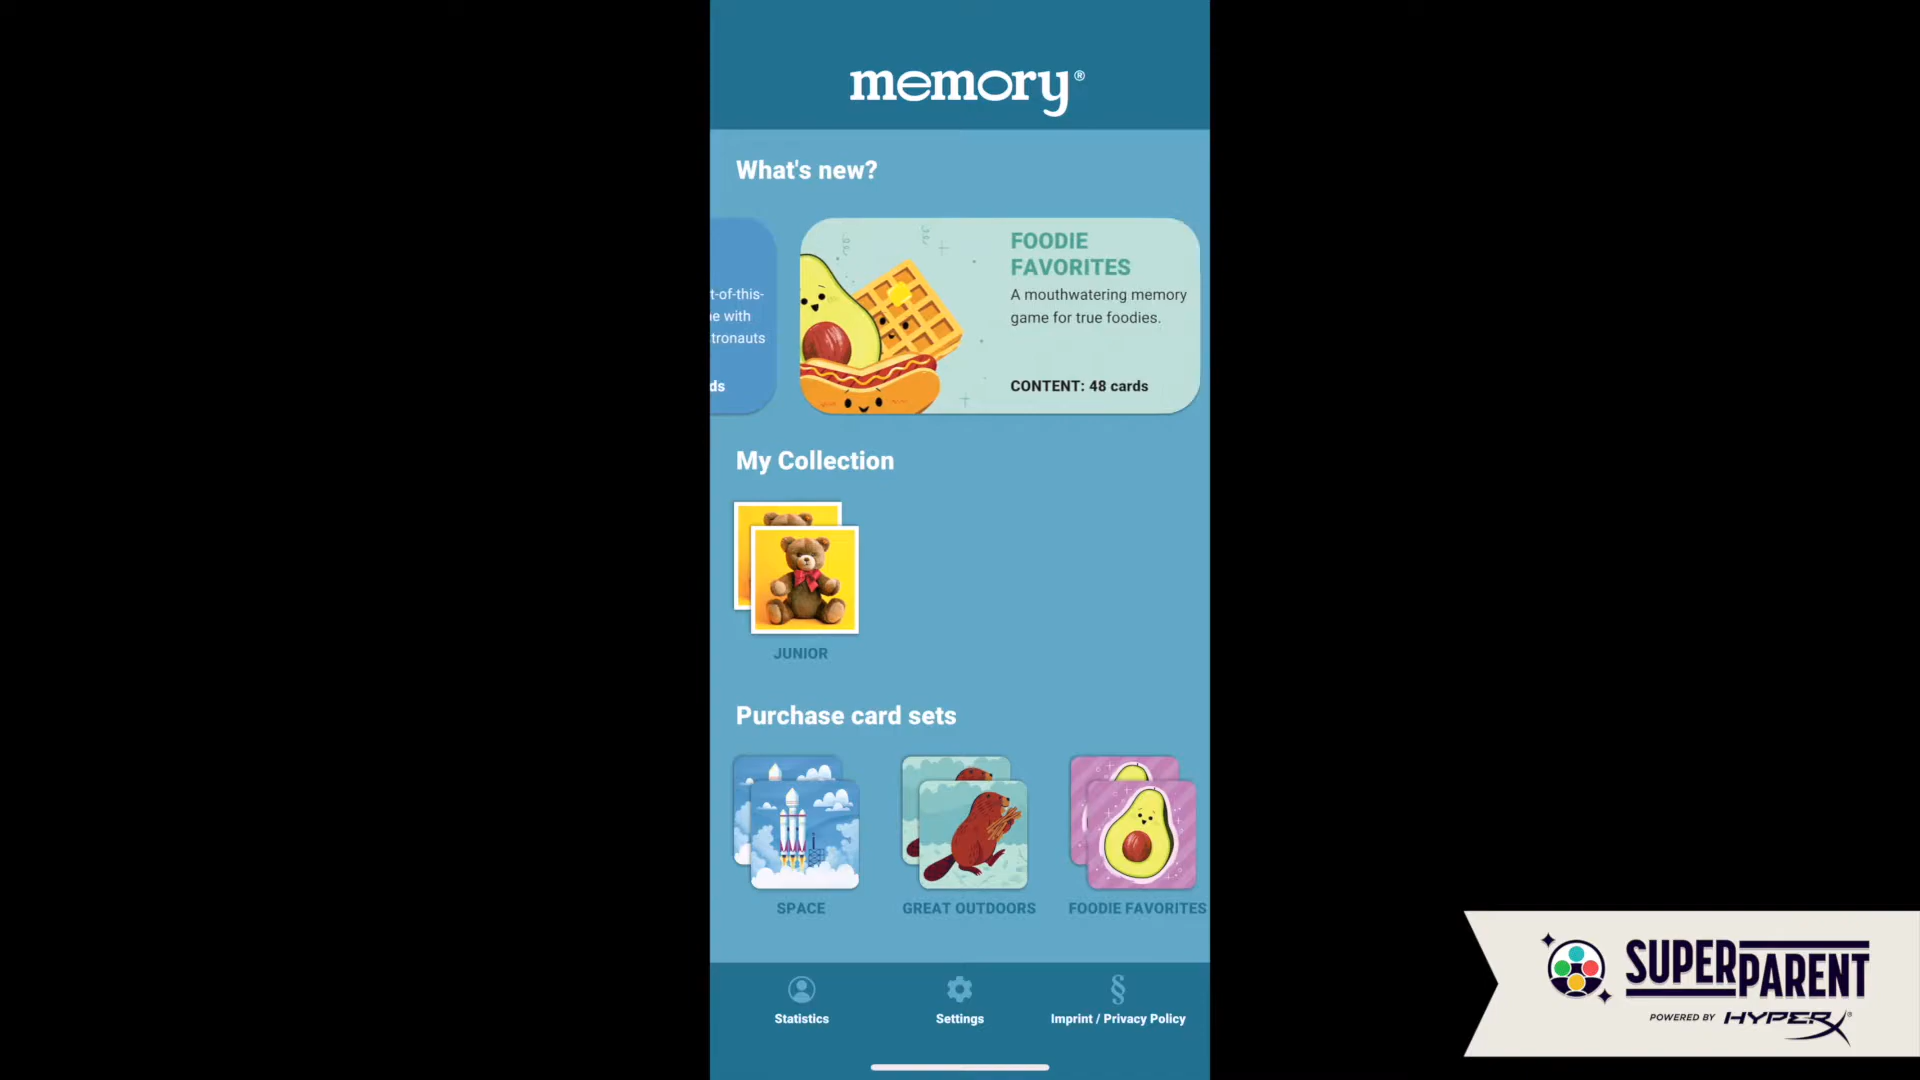 memory®
What's new?
t-of-this-
e with
tronauts
ds
FOODIE
FAVORITES
A mouthwatering memory
game for true foodies.
CONTENT: 48 cards
My Collection
JUNIOR
Purchase card sets
SPACE
GREAT OUTDOORS
FOODIE FAVORITES
Statistics
Settings
Imprint / Privacy Policy
SUPERPARENT
POWERED BY HYPERX